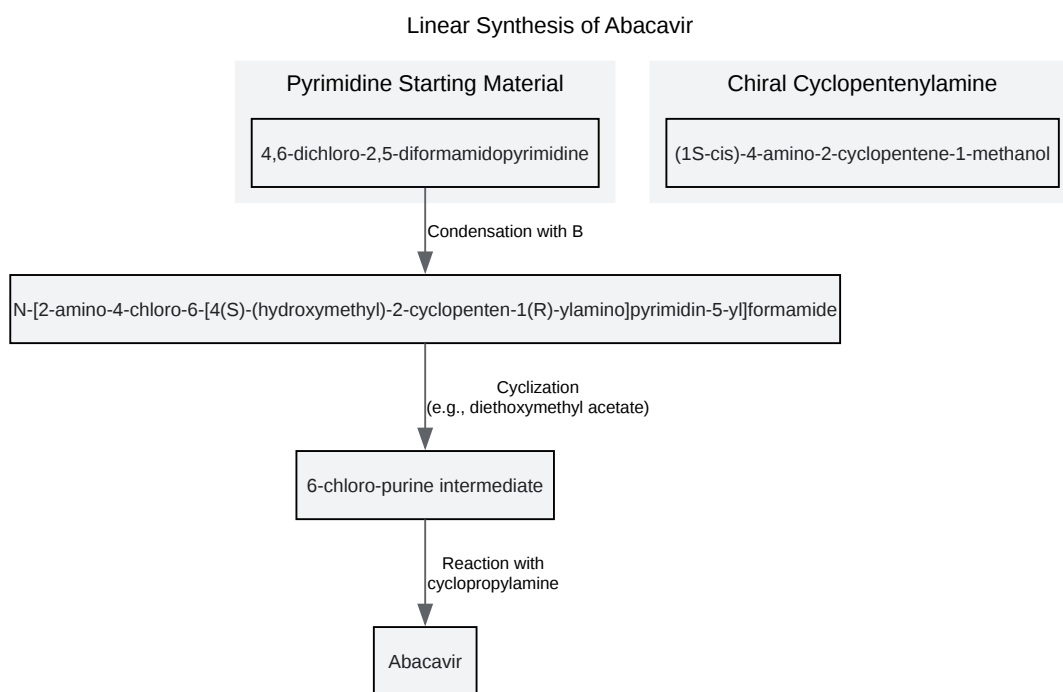 Linear Synthesis of Abacavir
Pyrimidine Starting Material
Chiral Cyclopentenylamine
4,6-dichloro-2,5-diformamidopyrimidine
(1S-cis)-4-amino-2-cyclopentene-1-methanol
Condensation with B
N-[2-amino-4-chloro-6-[4(S)-(hydroxymethyl)-2-cyclopenten-1(R)-ylamino]pyrimidin-5-yl]formamide
Cyclization
(e.g., diethoxymethyl acetate)
6-chloro-purine intermediate
Reaction with
cyclopropylamine
Abacavir